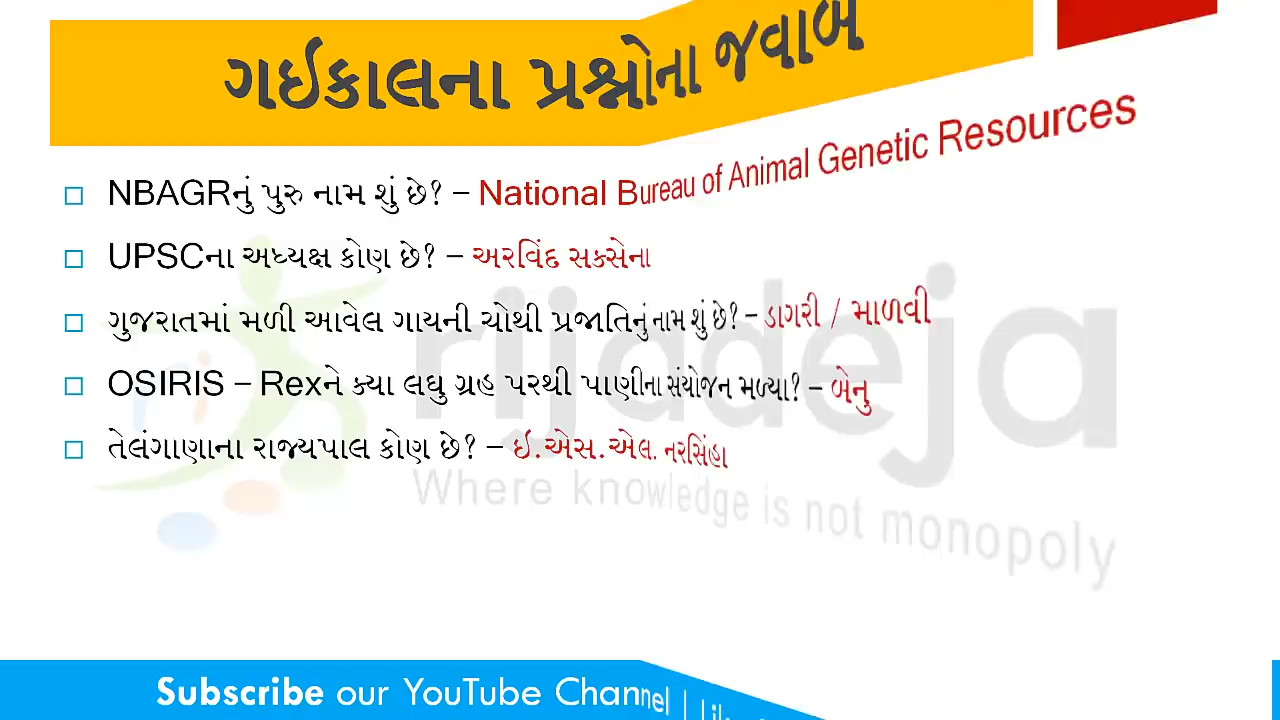 ગઈકાલના પ્રશ્નોના જવાબ
NBAGRનું પુરુ નામ શું છે? – National Bureau of Animal Genetic Resources
UPSCના અધ્યક્ષ કોણ છે? – અરવિંદ સક્સેના
ગુજરાતમાં મળી આવેલ ગાયની ચોથી પ્રજાતિનું નામ શું છે? – ડાગરી / માળવી
OSIRIS – Rexને ક્યા લઘુ ગ્રહ પરથી પાણીના સંયોજન મળ્યા? – બેનુ
તેલંગાણાના રાજ્યપાલ કોણ છે? – ઇ.એસ.એલ. નરસિંહા
rijadeja
Where knowledge is not monopoly
Subscribe our YouTube Channel |